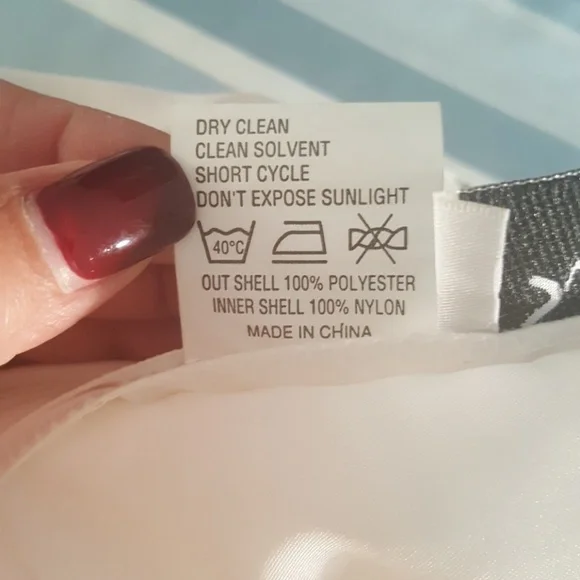 DRY CLEAN
CLEAN SOLVENT
SHORT CYCLE
DON'T EXPOSE SUNLIGHT
40°C
OUT SHELL 100% POLYESTER
INNER SHELL 100% NYLON
MADE IN CHINA